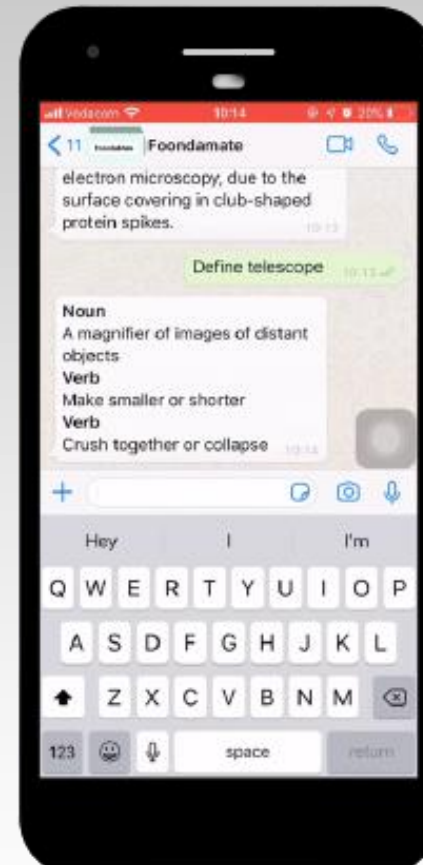 Vodacom 10:14 20%
11 Foondamate
electron microscopy, due to the
surface covering in club-shaped
protein spikes. 10:13
Define telescope 10:13
Noun
A magnifier of images of distant
objects
Verb
Make smaller or shorter
Verb
Crush together or collapse 10:14
Hey I I'm
Q W E R T Y U I O P
A S D F G H J K L
Z X C V B N M
123 space return